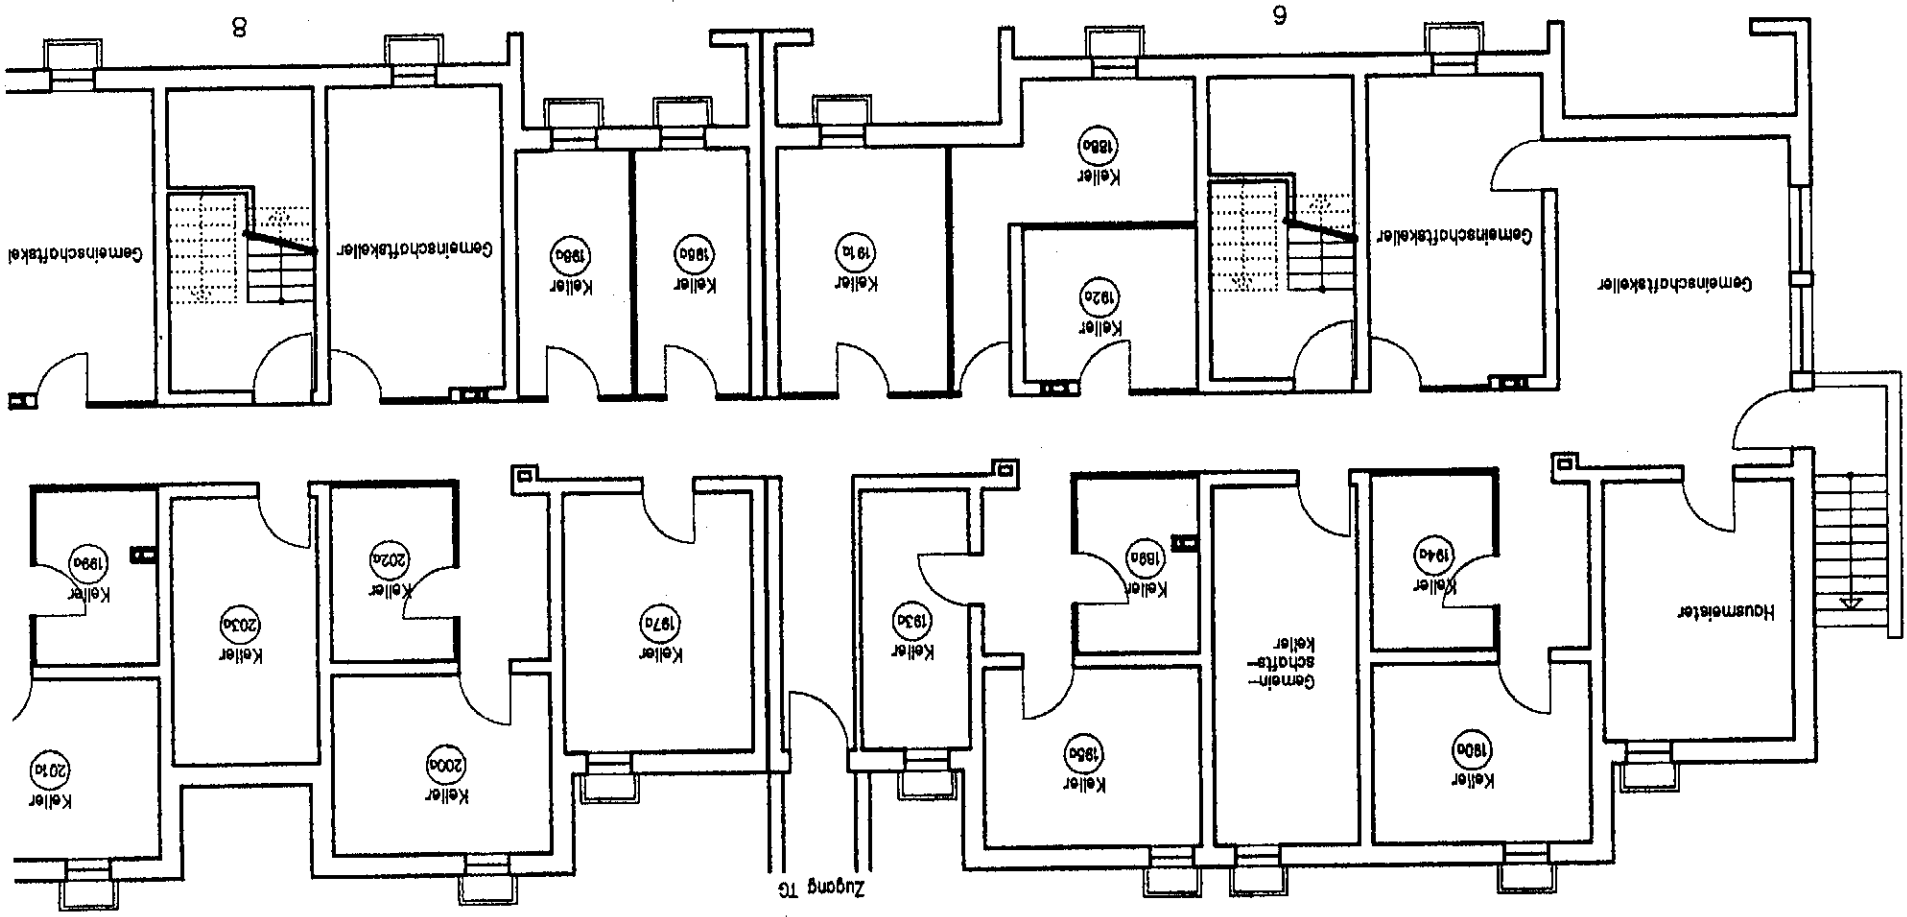 Zugang TG
Keller
190a
Keller
195a
Keller
200a
Keller
201a
Hausmeister
Gemein-
schafts-
keller
Keller
193a
Keller
197a
Keller
203a
Keller
194a
Keller
189a
Keller
202a
Keller
199a
Keller
192a
Keller
191a
Keller
196a
Keller
198a
Gemeinschaftskeller
Gemeinschaftskeller
Gemeinschaftskeller
Gemeinschaftskel
Keller
188a
6
8